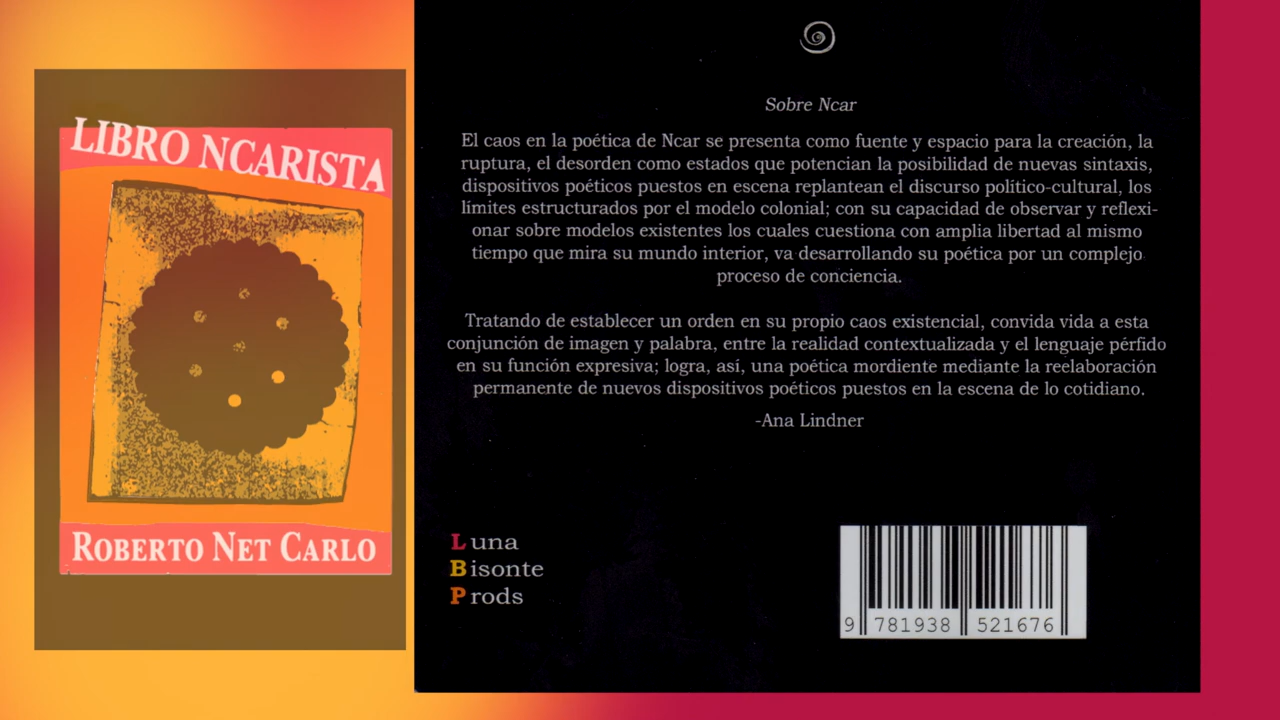 LIBRO NCARISTA
ROBERTO NET CARLO
Sobre Ncar
El caos en la poética de Ncar se presenta como fuente y espacio para la creación, la
ruptura, el desorden como estados que potencian la posibilidad de nuevas sintaxis,
dispositivos poéticos puestos en escena replantean el discurso político-cultural, los
límites estructurados por el modelo colonial; con su capacidad de observar y reflexi-
onar sobre modelos existentes los cuales cuestiona con amplia libertad al mismo
tiempo que mira su mundo interior, va desarrollando su poética por un complejo
proceso de conciencia.
Tratando de establecer un orden en su propio caos existencial, convida vida a esta
conjunción de imagen y palabra, entre la realidad contextualizada y el lenguaje pérfido
en su función expresiva; logra, así, una poética mordiente mediante la reelaboración
permanente de nuevos dispositivos poéticos puestos en la escena de lo cotidiano.
-Ana Lindner
Luna
Bisonte
Prods
9 781938 521676